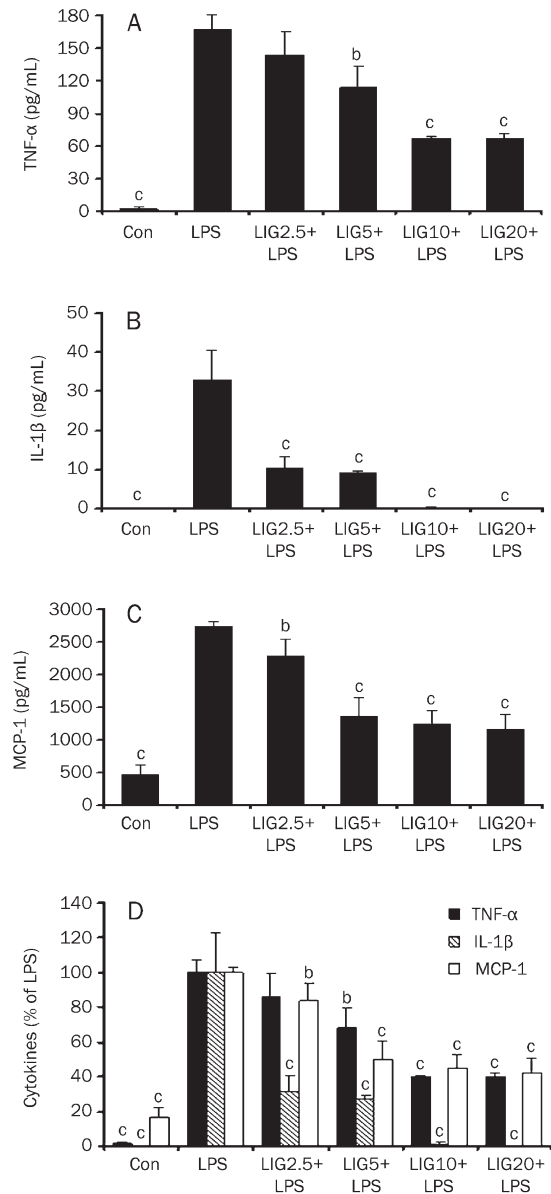 A
TNF-α (pg/mL)
180
150
120
90
60
30
0
c
b
c
c
Con LPS LIG2.5+ LIG5+ LIG10+ LIG20+
LPS LPS LPS LPS
B
IL-1β (pg/mL)
50
40
30
20
10
0
c
c
c
c
c
Con LPS LIG2.5+ LIG5+ LIG10+ LIG20+
LPS LPS LPS LPS
C
MCP-1 (pg/mL)
3000
2500
2000
1500
1000
500
0
c
b
c
c
c
Con LPS LIG2.5+ LIG5+ LIG10+ LIG20+
LPS LPS LPS LPS
D
TNF-α
IL-1β
MCP-1
Cytokines (% of LPS)
140
120
100
80
60
40
20
0
c c c
c b
b c c
c c c
c c c
Con LPS LIG2.5+ LIG5+ LIG10+ LIG20+
LPS LPS LPS LPS